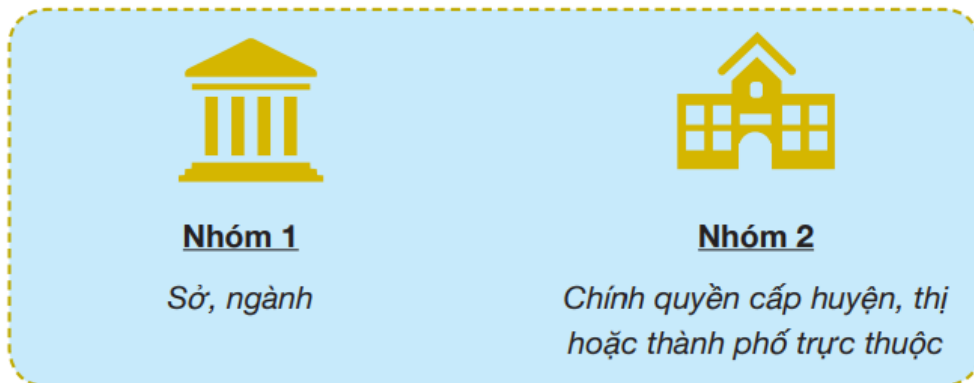 Nhóm 1
Sở, ngành
Nhóm 2
Chính quyền cấp huyện, thị
hoặc thành phố trực thuộc